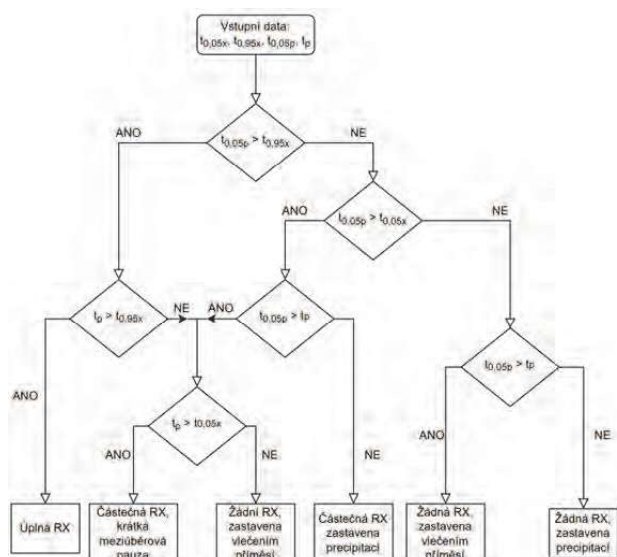 Vstupní data:
t0,05x, t0,95x, t0,05p, tp
ANO
t0,05p > t0,95x
NE
ANO
t0,05p > t0,05x
NE
tp > t0,95x
NE
ANO
t0,05p > tp
t0,05p > tp
ANO
tp > t0,05x
ANO
NE
NE
ANO
NE
Úplná RX
Částečná RX,
krátká
meziúběrová
pauza
Žádní RX,
zastavena
vlečením
příměsí
Částečná RX
zastavena
precipitací
Žádná RX,
zastavena
vlečením
příměsí
Žádná RX,
zastavena
precipitací